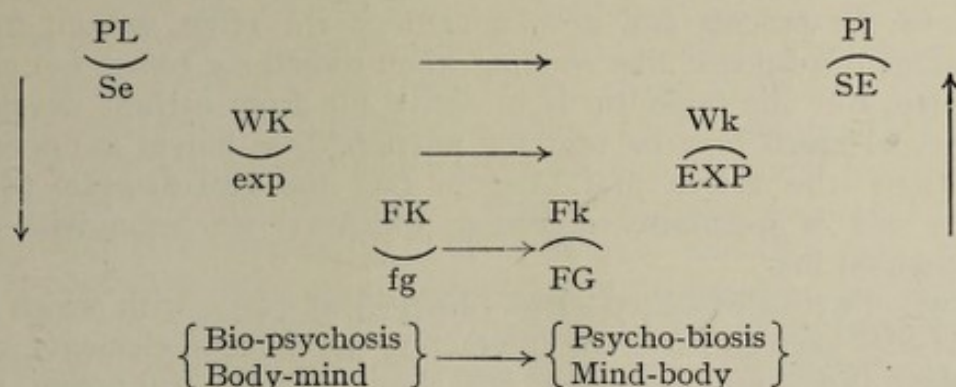 PL Pl
Se SE
WK Wk
exp EXP
FK Fk
fg FG
Bio-psychosis Psycho-biosis
Body-mind Mind-body